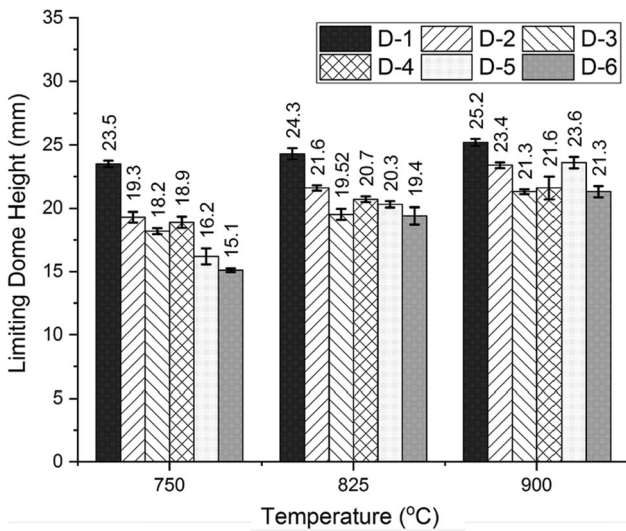 35
30
25
20
15
10
5
0
Limiting Dome Height (mm)
D-1 D-2 D-3
D-4 D-5 D-6
23.5 19.3 18.2 18.9 16.2 15.1
24.3 21.6 19.52 20.7 20.3 19.4
25.2 23.4 21.3 21.6 23.6 21.3
750 825 900
Temperature (°C)